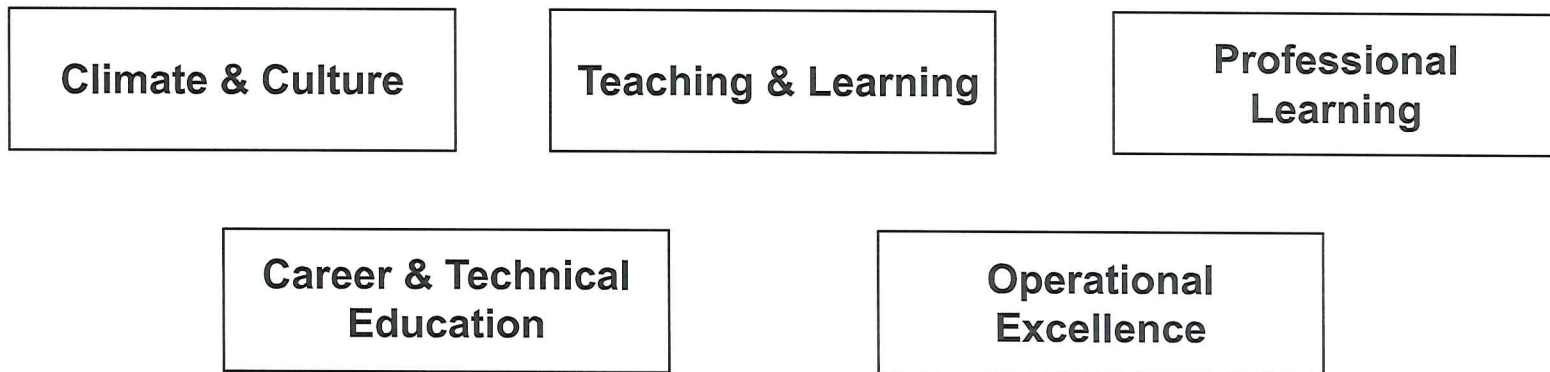 Climate & Culture
Teaching & Learning
Professional
Learning
Career & Technical
Education
Operational
Excellence